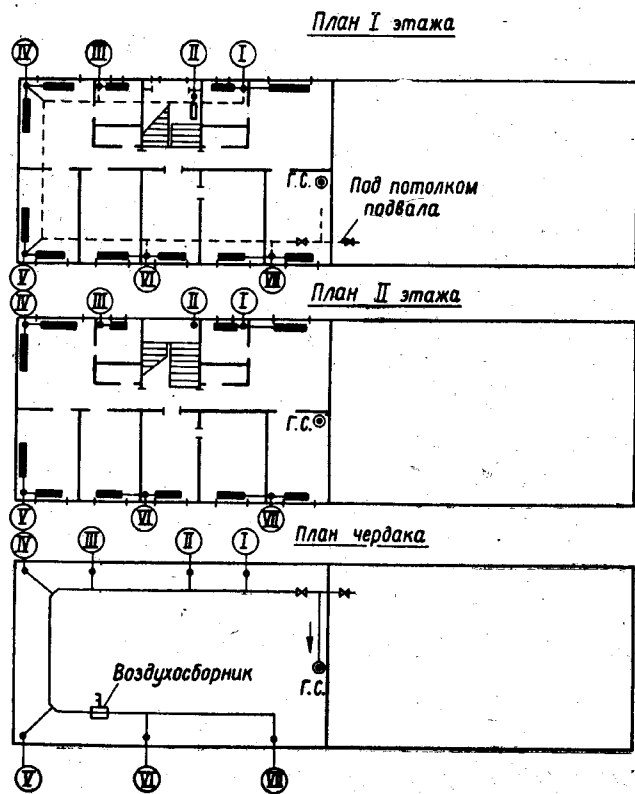 План I этажа
IV III II I
Г.С.
Под потолком
подвала
V VI VII
План II этажа
IV III II I
Г.С.
V VI VII
План чердака
IV III II I
Воздухосборник
Г.С.
V VI VII